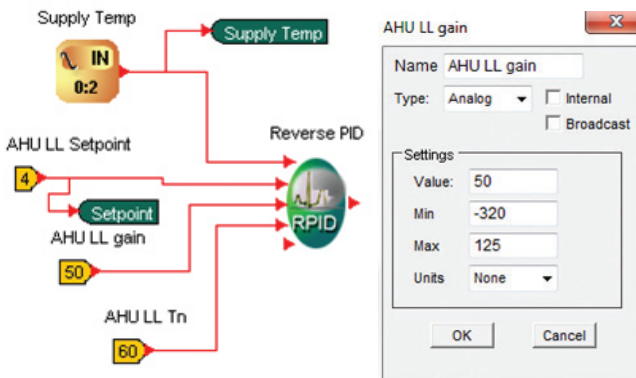 Supply Temp
IN
0:2
Supply Temp
Reverse PID
AHU LL Setpoint
4
Setpoint
RPID
AHU LL gain
50
AHU LL Tn
60
AHU LL gain
x
Name AHU LL gain
Type: Analog Internal
Broadcast
Settings
Value: 50
Min -320
Max 125
Units None
OK Cancel